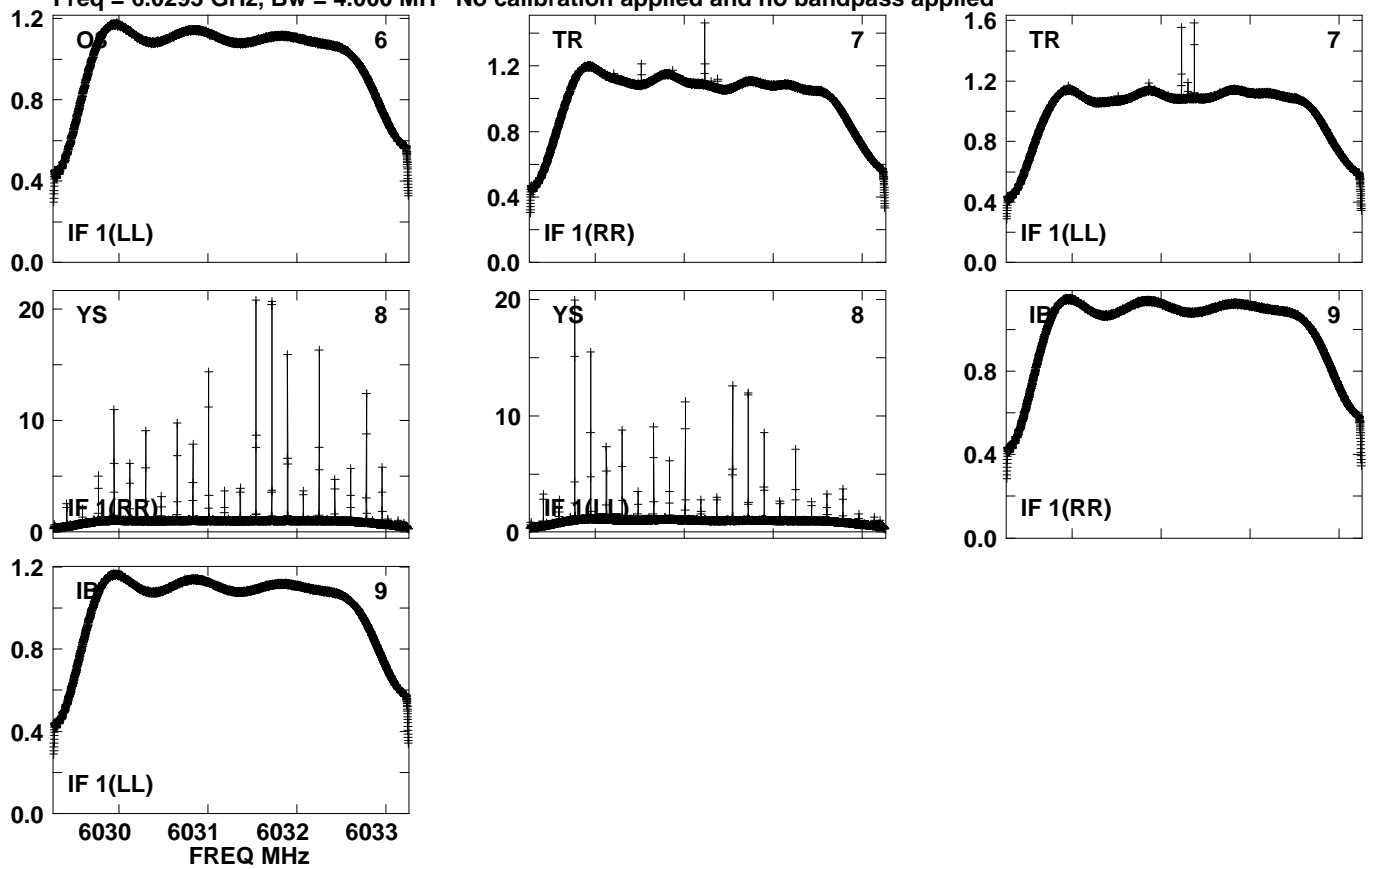 Freq = 6.0293 GHz, Bw = 4.000 MH No calibration applied and no bandpass applied
1.2
0.8
0.4
0.0
OS 6
IF 1(LL)
1.2
0.8
0.4
0.0
TR 7
IF 1(RR)
1.6
1.2
0.8
0.4
0.0
TR 7
IF 1(LL)
20
10
0
YS 8
IF 1(RR)
20
10
0
YS 8
IF 1(LL)
0.8
0.4
0.0
IB 9
IF 1(RR)
1.2
0.8
0.4
0.0
IB 9
IF 1(LL)
6030 6031 6032 6033
FREQ MHz